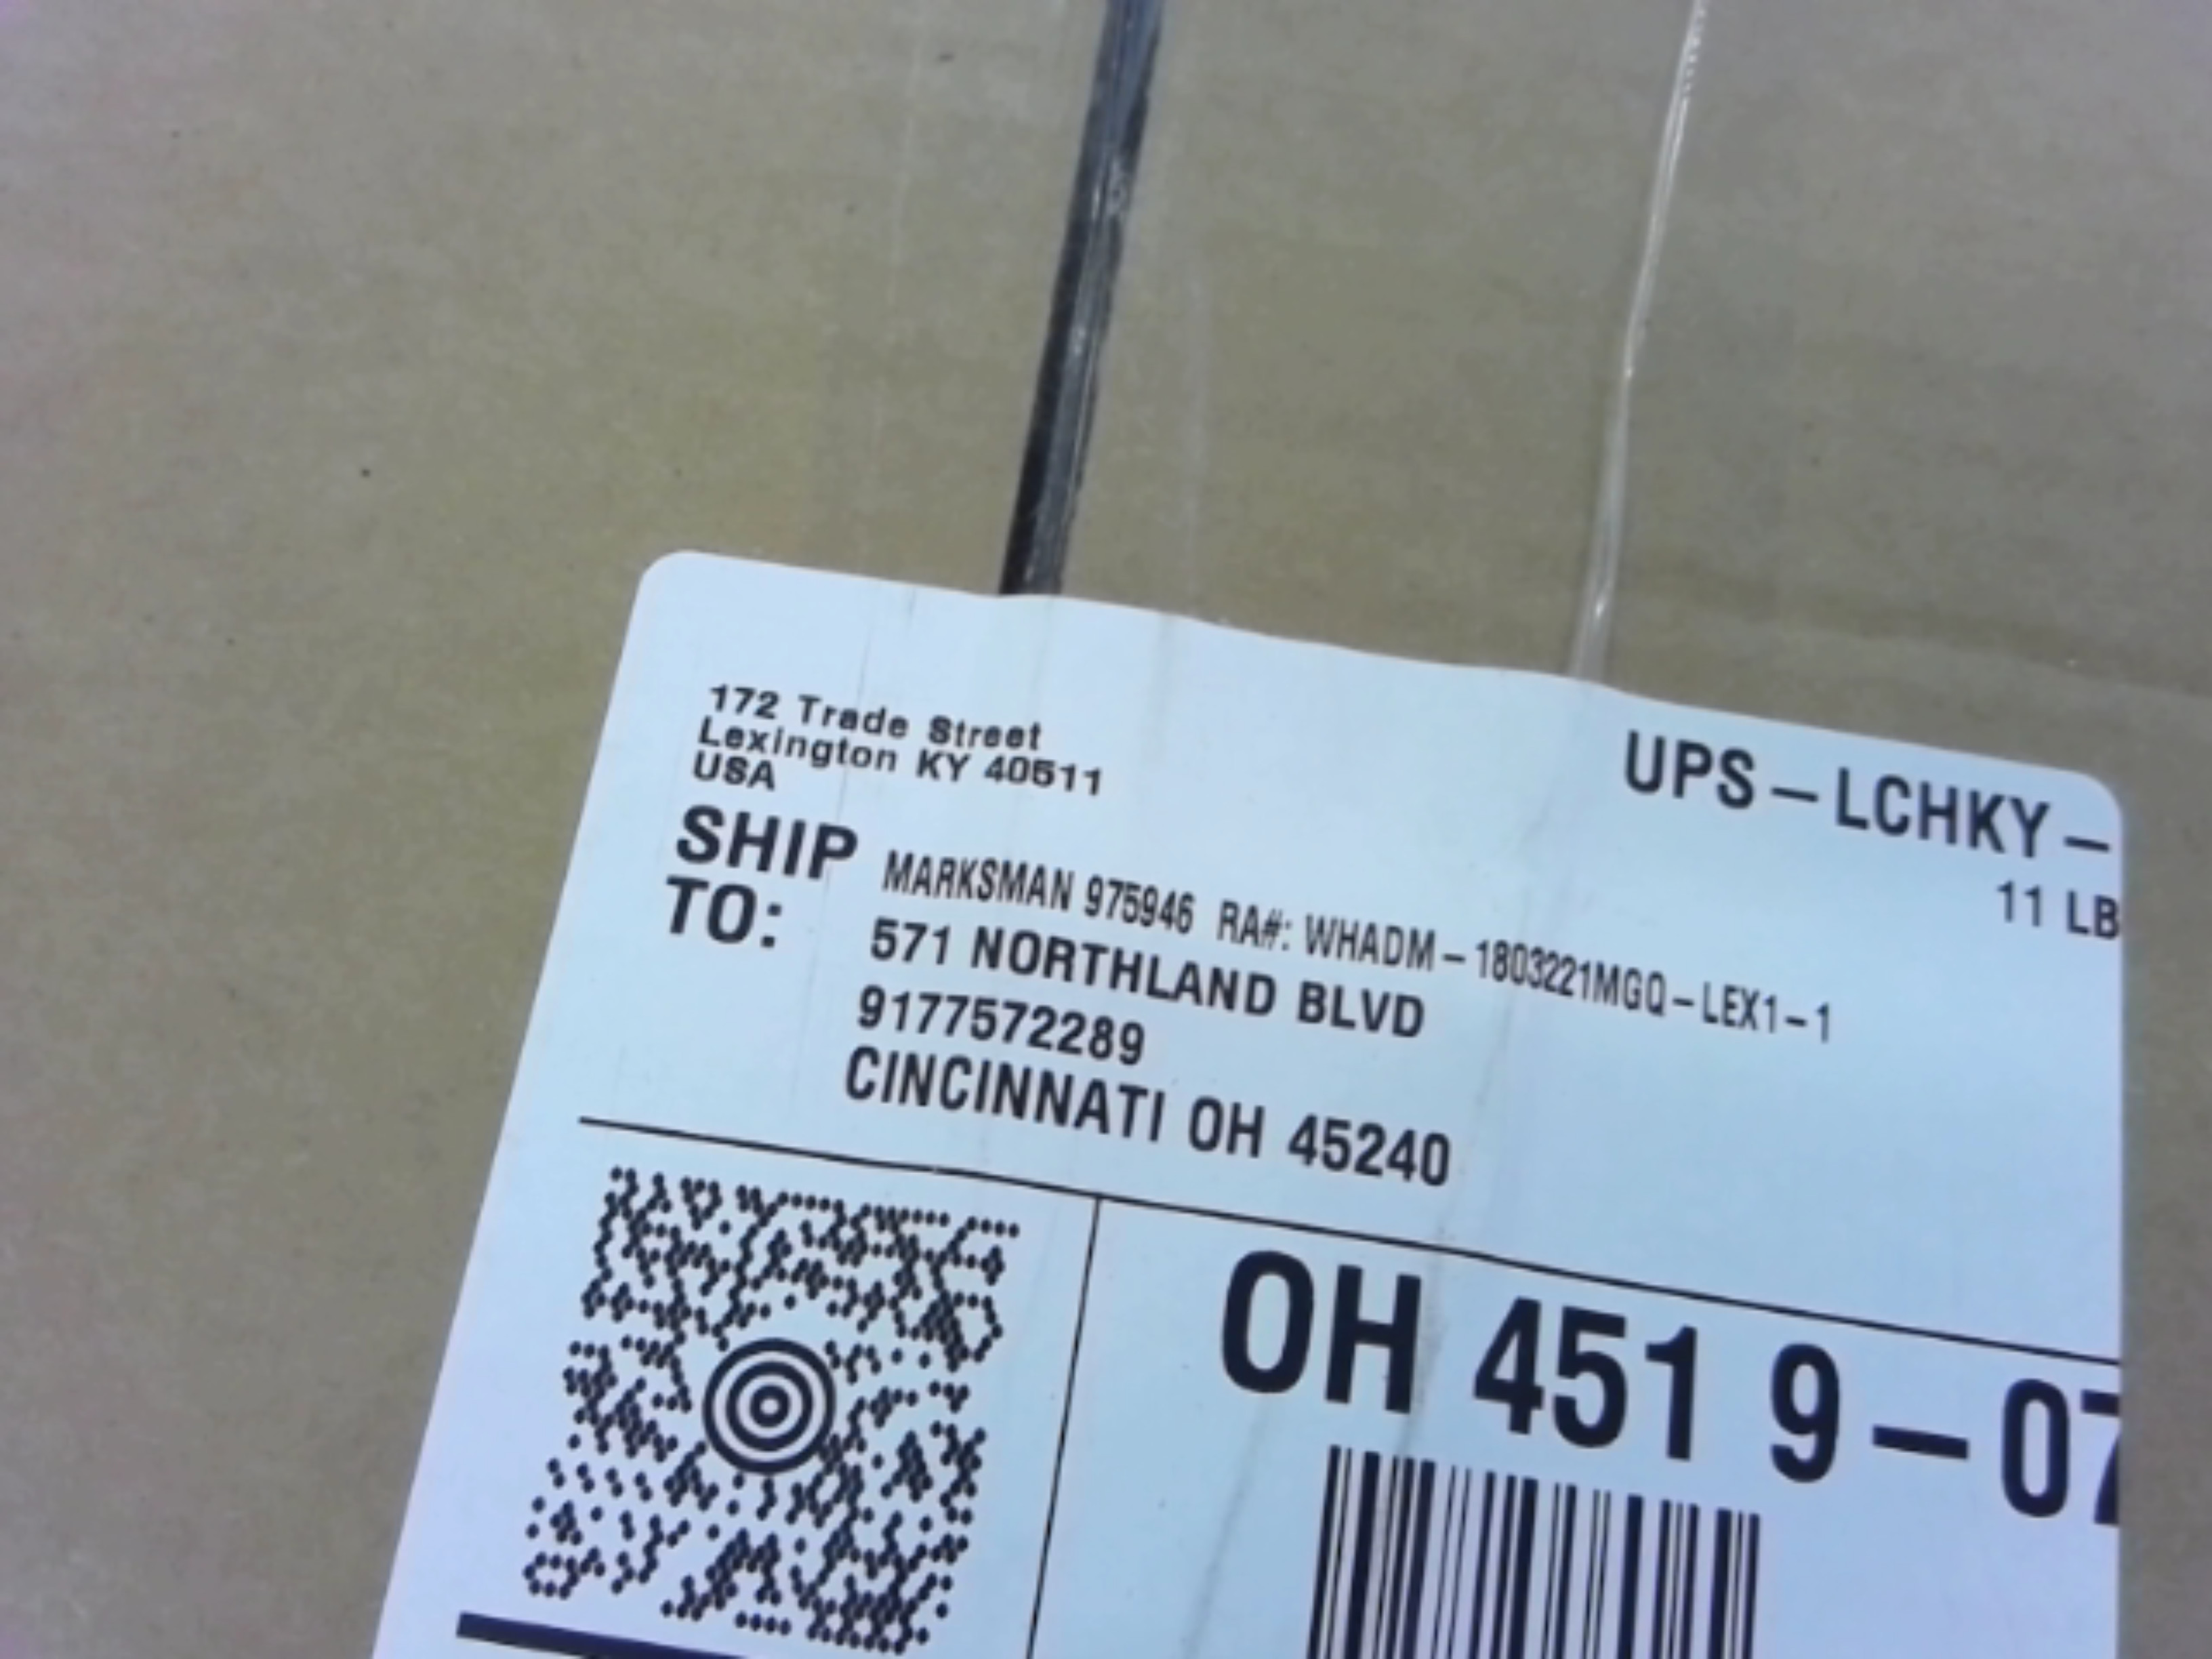 172 Trade Street
Lexington KY 40511
USA
UPS-LCHKY-
11 LB
SHIP TO:
MARKSMAN 975946 RA#: WHADM-1803221MGQ-LEX1-1
571 NORTHLAND BLVD
9177572289
CINCINNATI OH 45240
OH 451 9-07